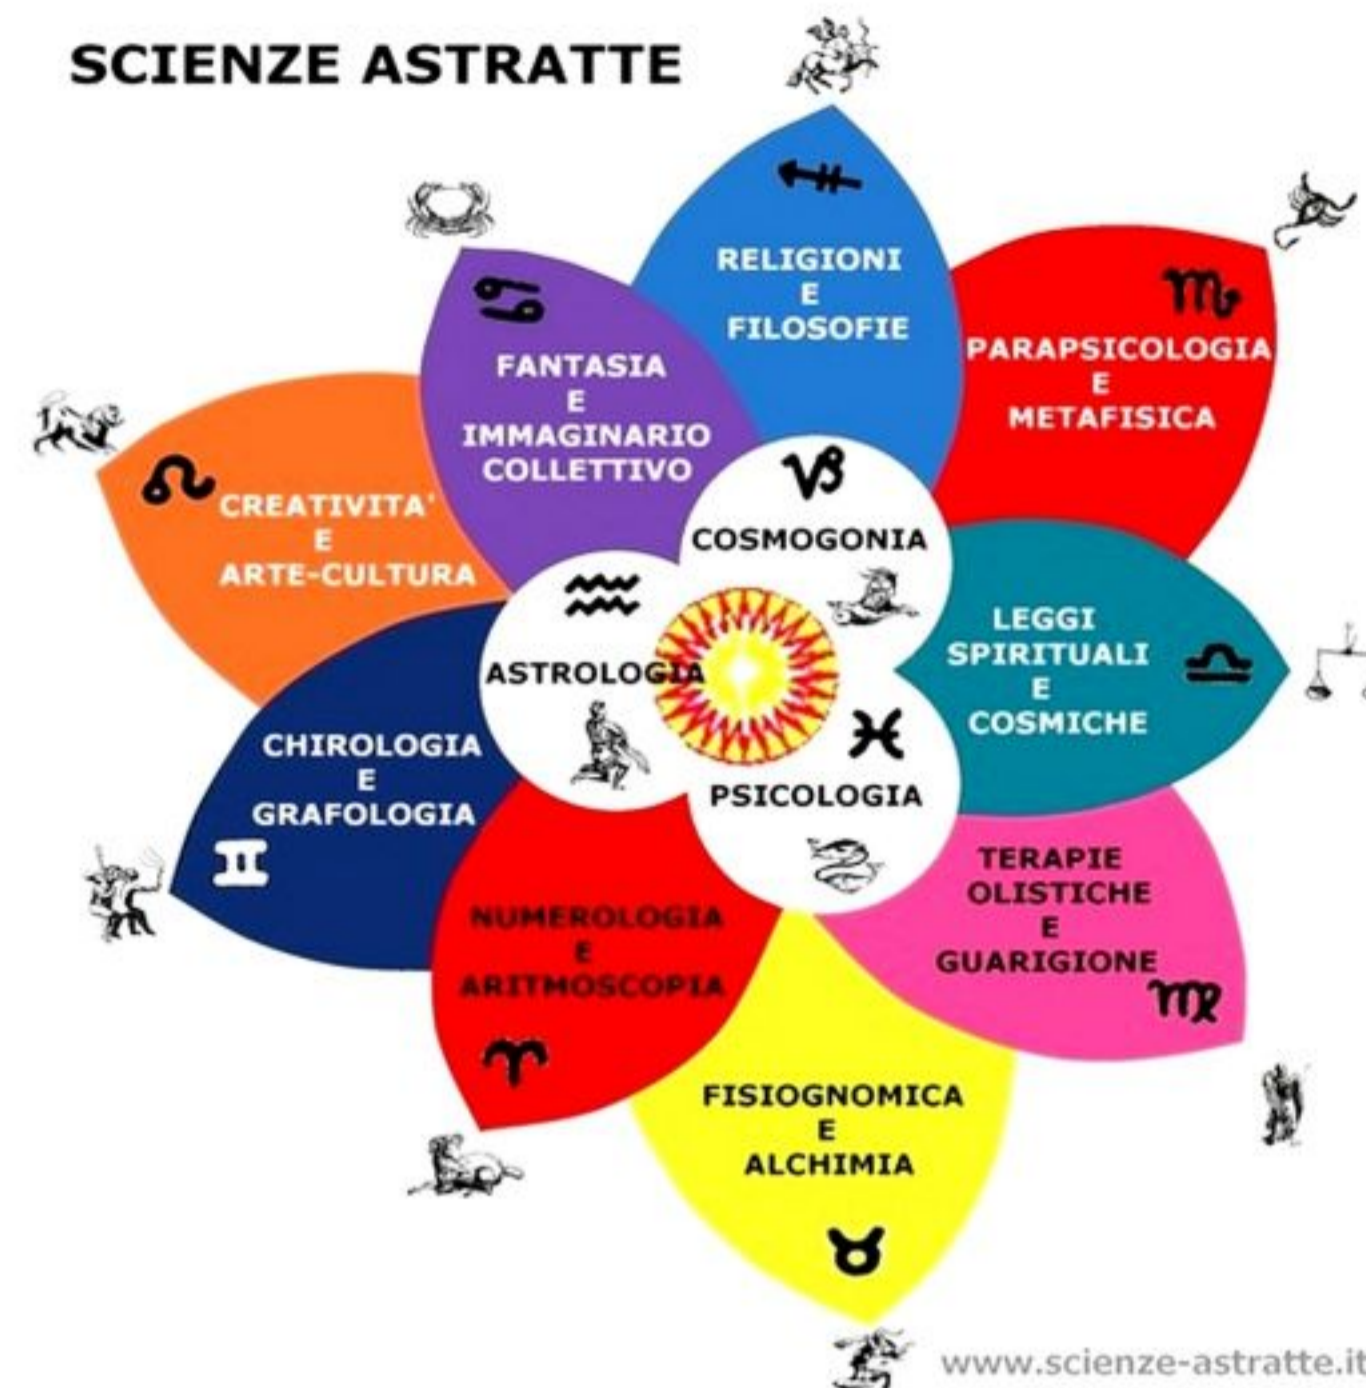 SCIENZE ASTRATTE
RELIGIONI
E
FILOSOFIE
PARAPSICOLOGIA
E
METAFISICA
FANTASIA
E
IMMAGINARIO
COLLETTIVO
CREATIVITA'
E
ARTE-CULTURA
COSMOGONIA
ASTROLOGIA
LEGGI
SPIRITUALI
E
COSMICHE
CHIROLOGIA
E
GRAFOLOGIA
PSICOLOGIA
TERAPIE
OLISTICHE
E
GUARIGIONE
NUMEROLOGIA
E
ARITMOSCOPIA
FISIOGNOMICA
E
ALCHIMIA
www.scienze-astratte.it